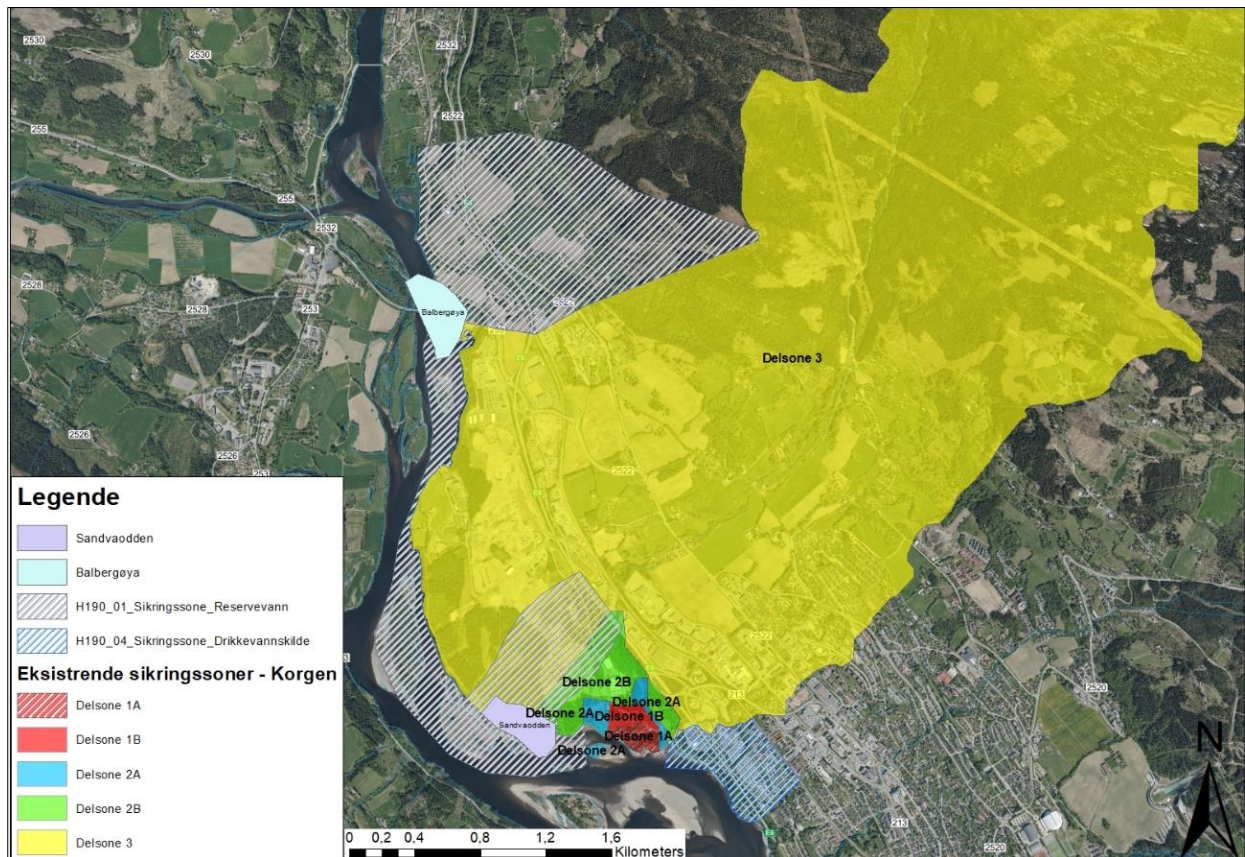 2530
2530
2532
2522
255
255
2532
2528
2528
253
Balbergøya
2522
Delsone 3
2526
2526
253
2522
Legende
Sandvaodden
Balbergøya
H190_01_Sikringssone_Reservevann
H190_04_Sikringssone_Drikkevannskilde
Eksistrende sikringssoner - Korgen
Delsone 1A
Delsone 1B
Delsone 2A
Delsone 2B
Delsone 3
2522
213
Delsone 2B
Delsone 2A
Delsone 2A
Delsone 1B
Sandvaodden
Delsone 1A
Delsone 2A
2520
2520
213
E6
N
0 0,2 0,4 0,8 1,2 1,6
Kilometers